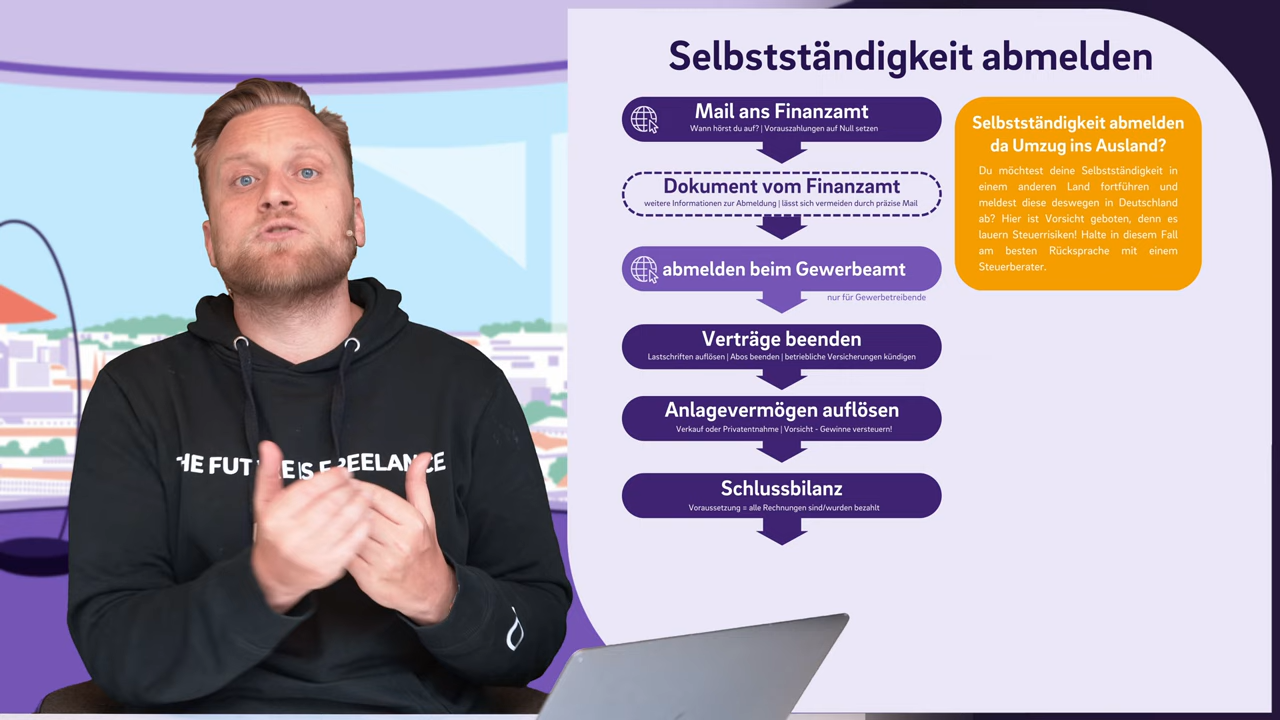 Selbstständigkeit abmelden
Mail ans Finanzamt
Wann hörst du auf? | Vorauszahlungen auf Null setzen
Dokument vom Finanzamt
weitere Informationen zur Abmeldung | lässt sich vermeiden durch präzise Mail
abmelden beim Gewerbeamt
nur für Gewerbetreibende
Verträge beenden
Lastschriften auflösen | Abos beenden | betriebliche Versicherungen kündigen
Anlagevermögen auflösen
Verkauf oder Privatentnahme | Vorsicht - Gewinne versteuern!
Schlussbilanz
Voraussetzung = alle Rechnungen sind/wurden bezahlt
Selbstständigkeit abmelden
da Umzug ins Ausland?
Du möchtest deine Selbstständigkeit in
einem anderen Land fortführen und
meldest diese deswegen in Deutschland
ab? Hier ist Vorsicht geboten, denn es
lauern Steuerrisiken! Halte in diesem Fall
am besten Rücksprache mit einem
Steuerberater.
HE FUT E IS F REELANCE